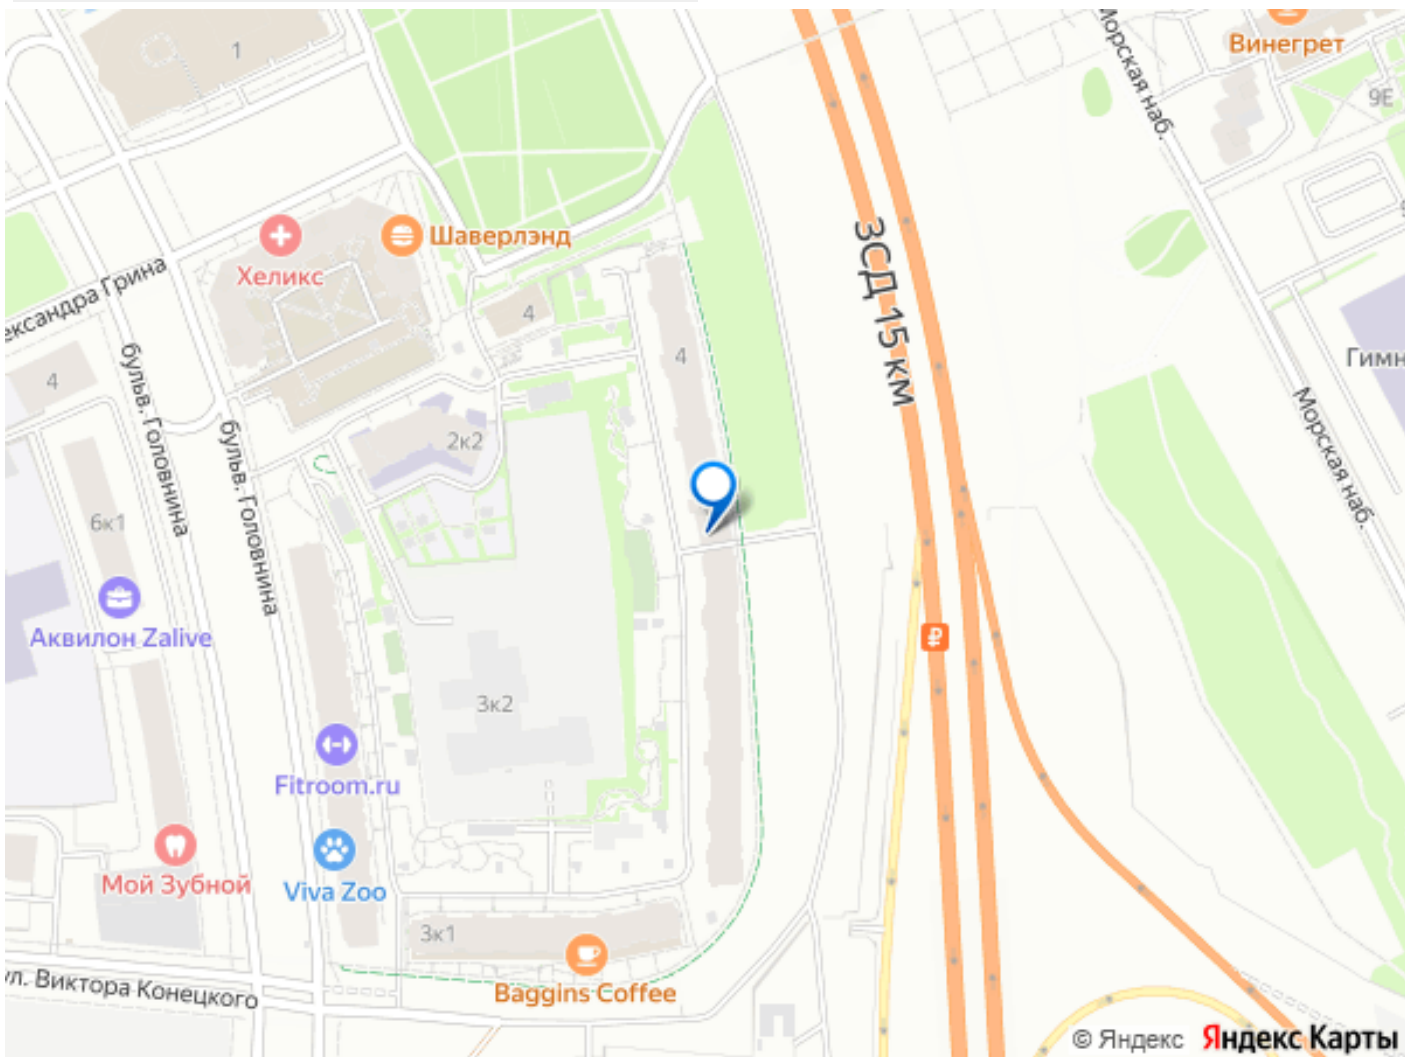 1
Винегрет
Морская наб.
9Е
ЗСД 15 км
Шаверлэнд
Хеликс
ександра Грина
4
4
4
Гимн
бульв. Головнина
бульв. Головнина
2к2
Морская наб.
6к1
Аквилон Zalive
₽
3к2
Fitroom.ru
Мой Зубной
Viva Zoo
3к1
Baggins Coffee
ул. Виктора Конецкого
© Яндекс Яндекс Карты